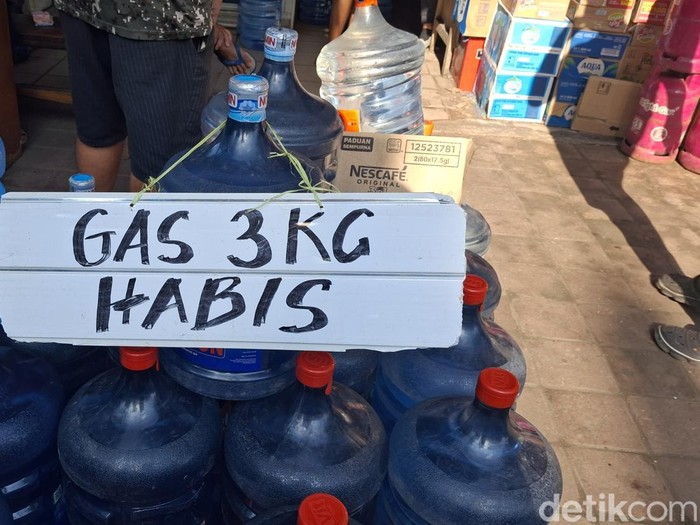 GAS 3KG
HABIS
PADUAN SEMPURNA
12523781
NESCAFÉ
ORIGINAL
AQUA
detikcom